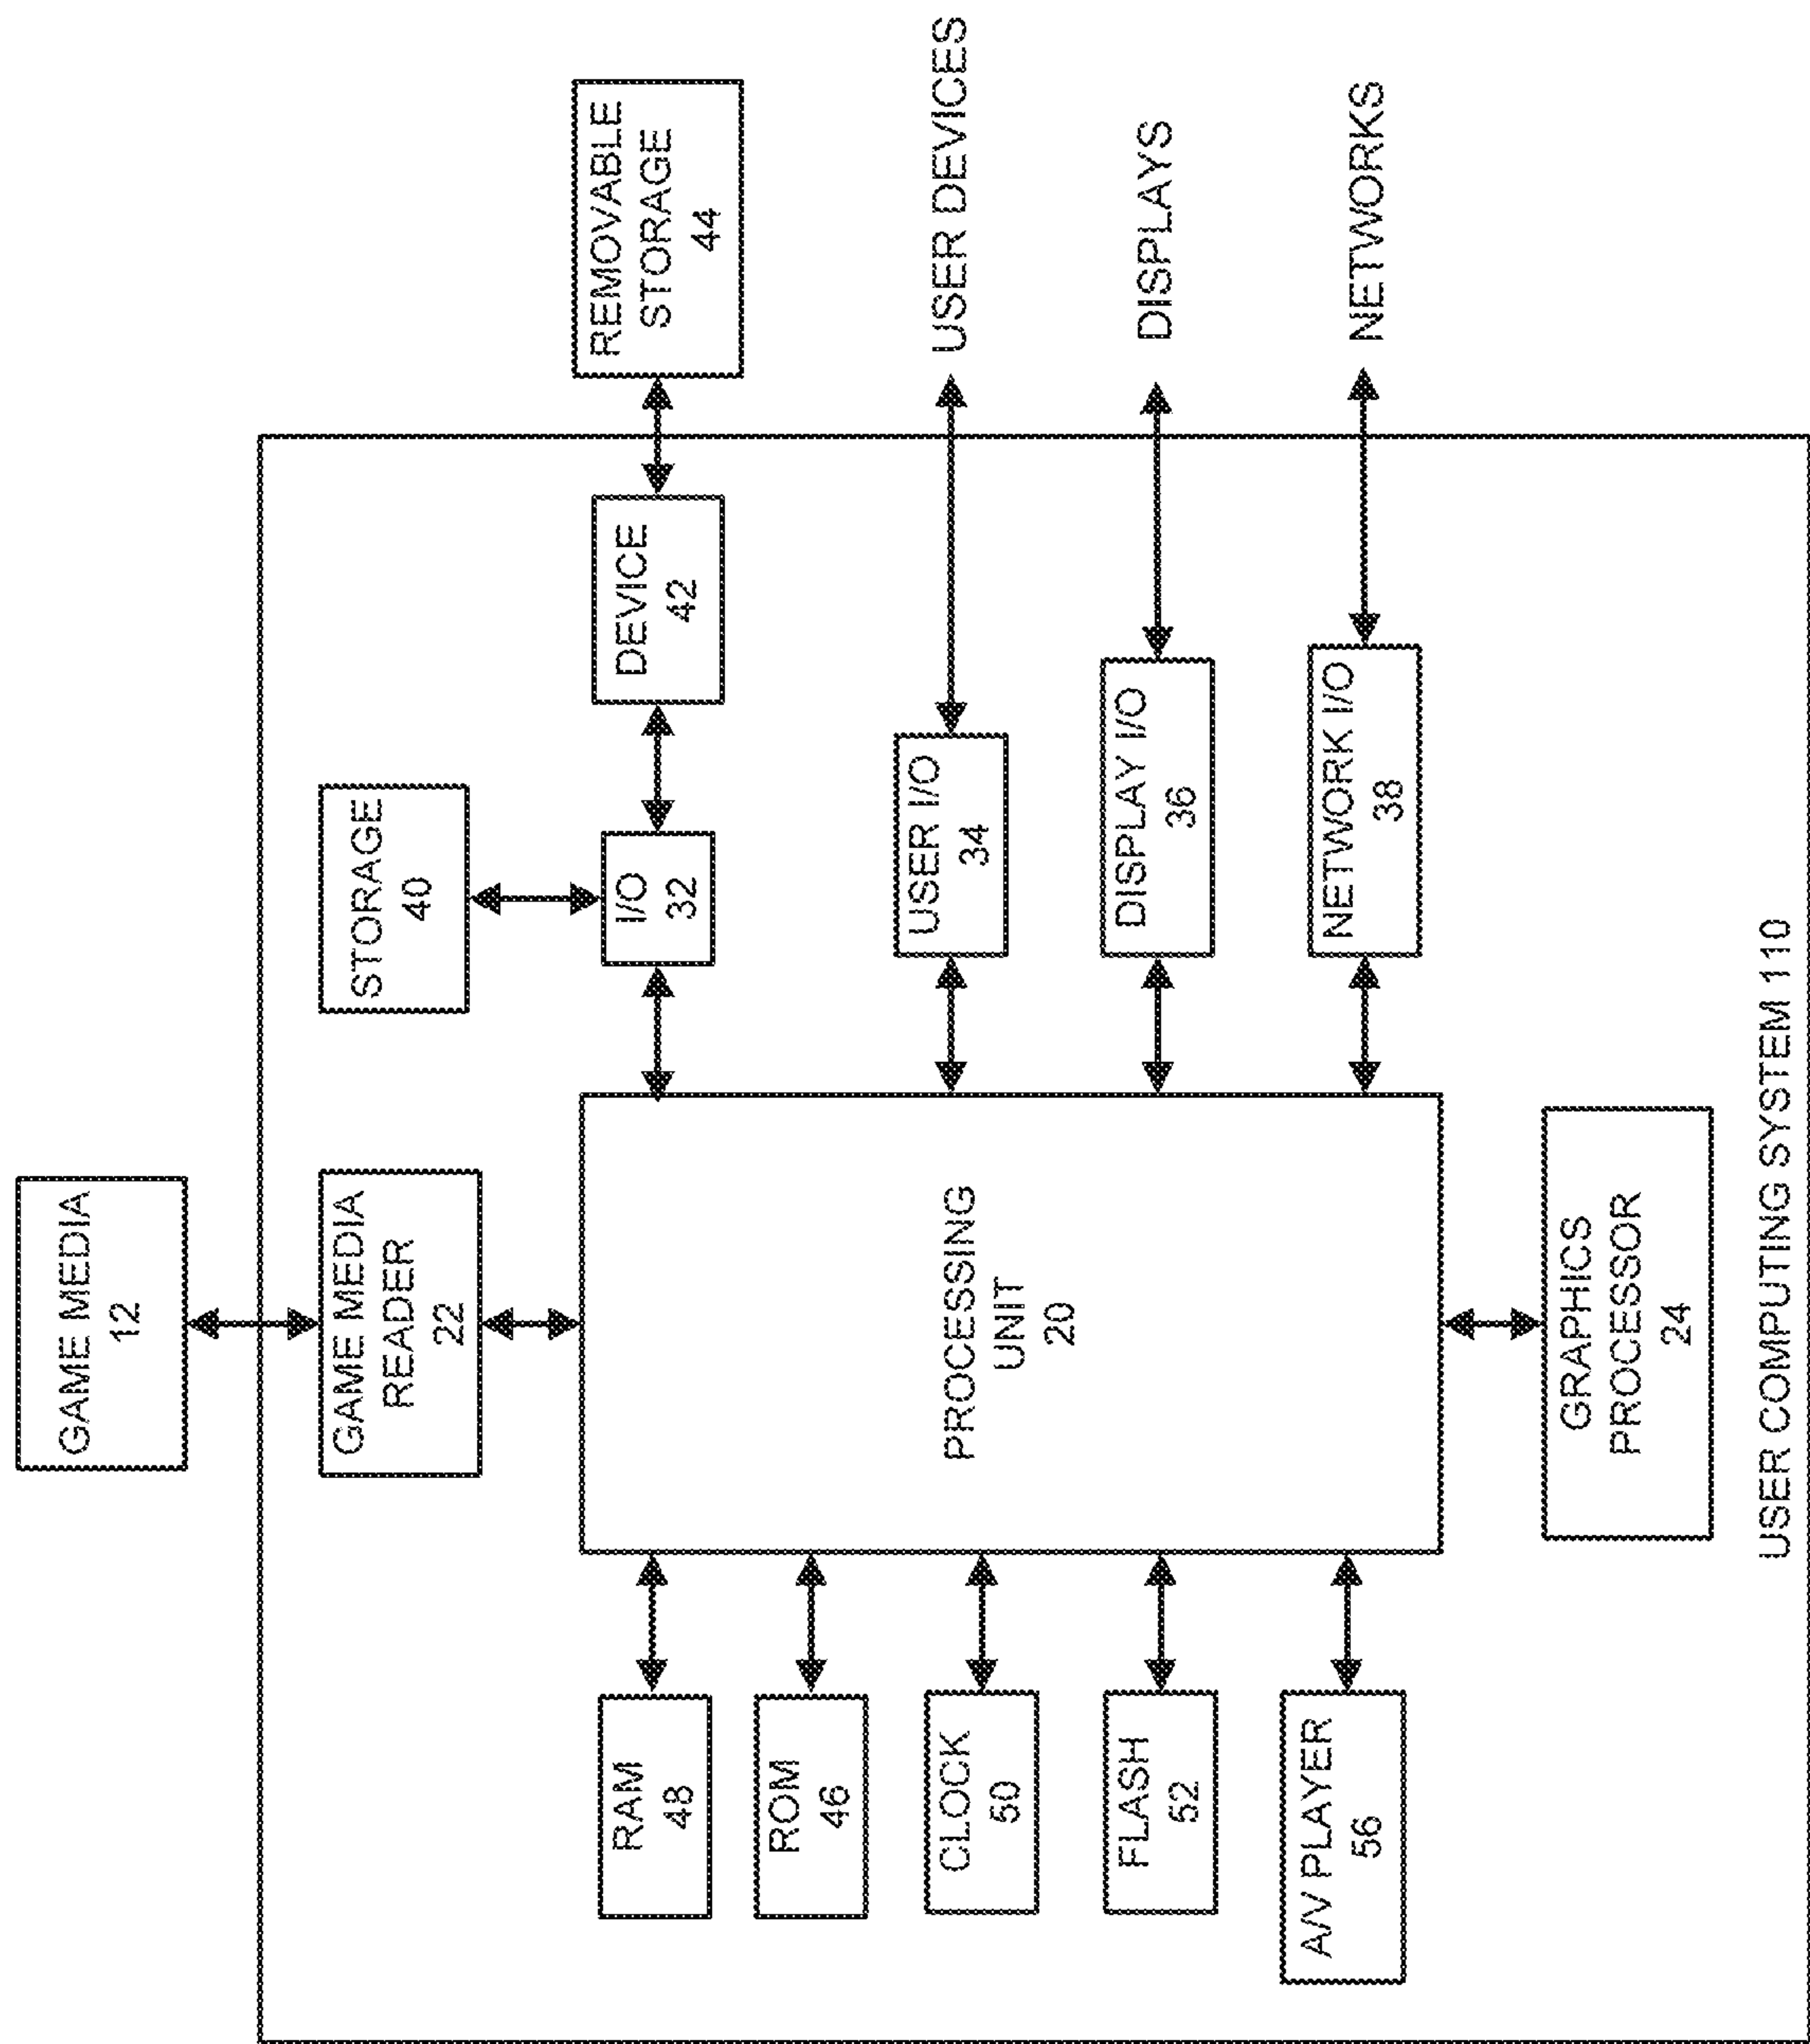 GAME MEDIA
12
GAME MEDIA
READER
22
STORAGE
40
REMOVABLE
STORAGE
44
DEVICE
42
I/O
32
RAM
48
ROM
46
CLOCK
50
FLASH
52
A/V PLAYER
56
PROCESSING
UNIT
20
USER I/O
34
USER DEVICES
DISPLAY I/O
36
DISPLAYS
NETWORK I/O
38
NETWORKS
GRAPHICS
PROCESSOR
24
USER COMPUTING SYSTEM 110